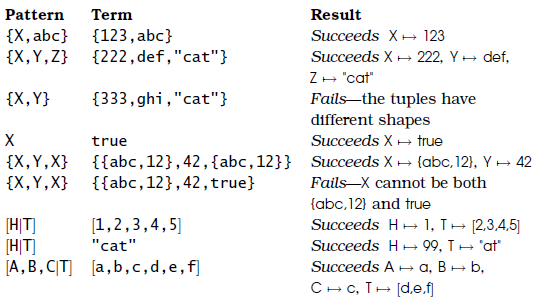 Pattern Term Result
{X,abc} {123,abc} Succeeds X ↦ 123
{X,Y,Z} {222,def,"cat"} Succeeds X ↦ 222, Y ↦ def,
Z ↦ "cat"
{X,Y} {333,ghi,"cat"} Fails—the tuples have
different shapes
X true Succeeds X ↦ true
{X,Y,X} {{abc,12},42,{abc,12}} Succeeds X ↦ {abc,12}, Y ↦ 42
{X,Y,X} {{abc,12},42,true} Fails—X cannot be both
{abc,12} and true
[H|T] [1,2,3,4,5] Succeeds H ↦ 1, T ↦ [2,3,4,5]
[H|T] "cat" Succeeds H ↦ 99, T ↦ "at"
[A,B,C|T] [a,b,c,d,e,f] Succeeds A ↦ a, B ↦ b,
C ↦ c, T ↦ [d,e,f]